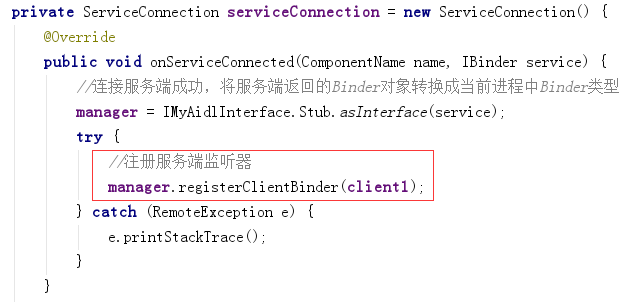 private ServiceConnection serviceConnection = new ServiceConnection() {
@Override
public void onServiceConnected(ComponentName name, IBinder service) {
//连接服务端成功，将服务端返回的Binder对象转换成当前进程中Binder类型
manager = IMyAidlInterface.Stub.asInterface(service);
try {
//注册服务端监听器
manager.registerClientBinder(client1);
} catch (RemoteException e) {
e.printStackTrace();
}
}